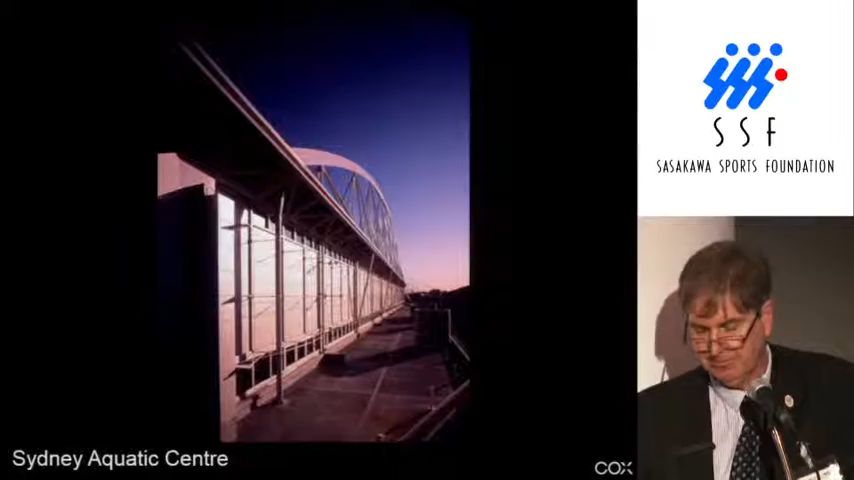 SSF
SASAKAWA SPORTS FOUNDATION
Sydney Aquatic Centre
COX